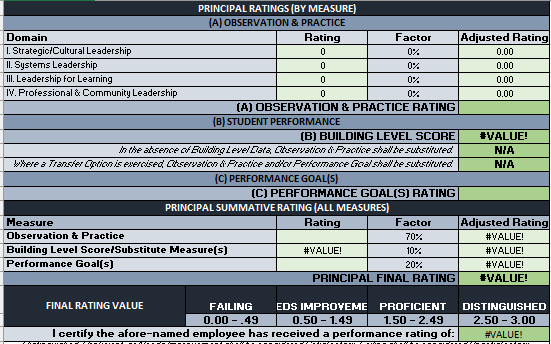 PRINCIPAL RATINGS (BY MEASURE)
(A) OBSERVATION & PRACTICE
Domain Rating Factor Adjusted Rating
I. Strategic/Cultural Leadership 0 0% 0.00
II. Systems Leadership 0 0% 0.00
III. Leadership for Learning 0 0% 0.00
IV. Professional & Community Leadership 0 0% 0.00
(A) OBSERVATION & PRACTICE RATING
(B) STUDENT PERFORMANCE
(B) BUILDING LEVEL SCORE #VALUE!
In the absence of Building Level Data, Observation & Practice shall be substituted. N/A
Where a Transfer Option is exercised, Observation & Practice and/or Performance Goal shall be substituted. N/A
(C) PERFORMANCE GOAL(S)
(C) PERFORMANCE GOAL(S) RATING
PRINCIPAL SUMMATIVE RATING (ALL MEASURES)
Measure Rating Factor Adjusted Rating
Observation & Practice 70% #VALUE!
Building Level Score/Substitute Measure(s) #VALUE! 10% #VALUE!
Performance Goal(s) 20% #VALUE!
PRINCIPAL FINAL RATING #VALUE!
FINAL RATING VALUE FAILING EDS IMPROVEME PROFICIENT DISTINGUISHED
0.00 - .49 0.50 - 1.49 1.50 - 2.49 2.50 - 3.00
I certify the afore-named employee has received a performance rating of: #VALUE!